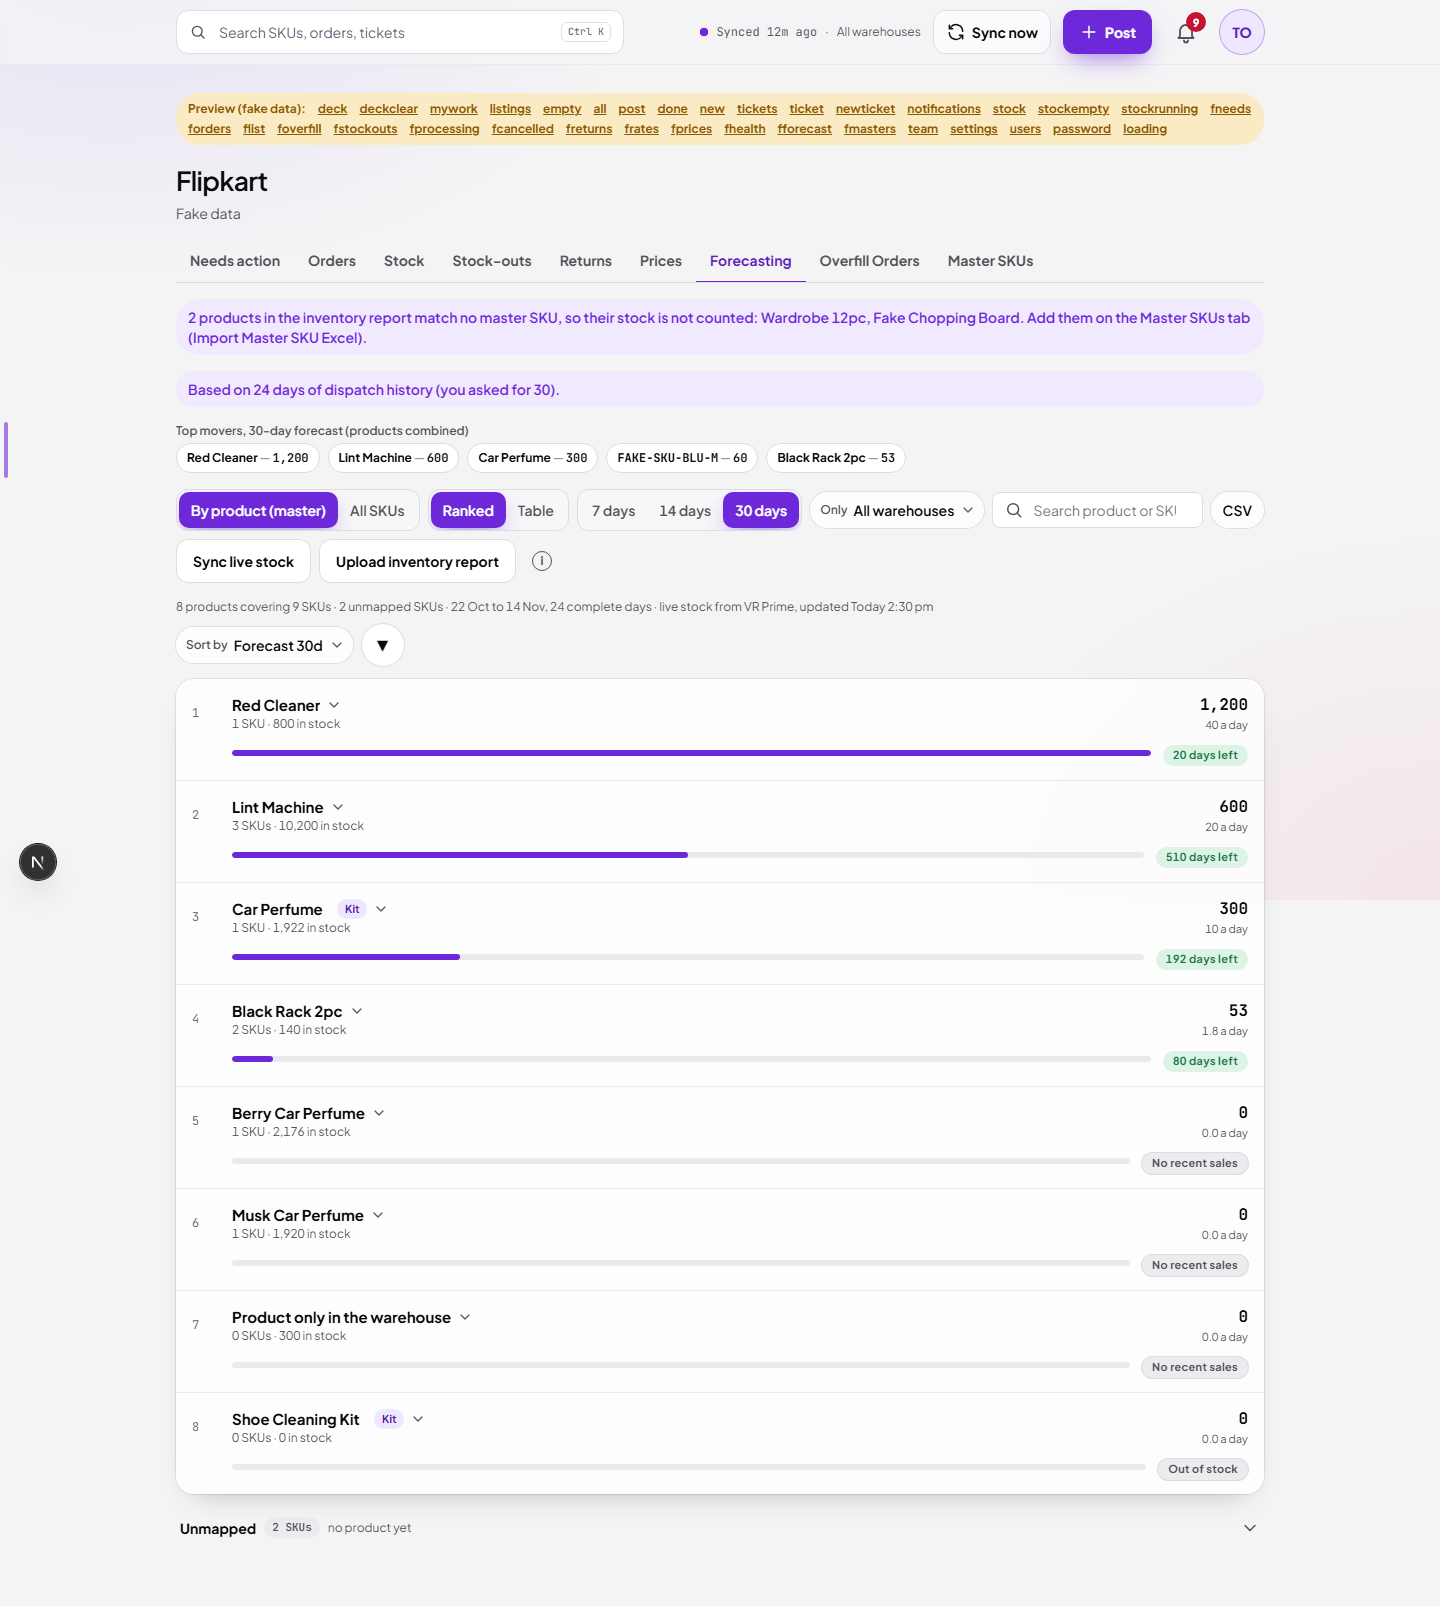 Search SKUs, orders, tickets
Ctrl K
Synced 12m ago · All warehouses
Sync now
Post
9
TO
Preview (fake data): deck deckclear mywork listings empty all post done new tickets ticket newticket notifications stock stockempty stockrunning fneeds
forders flist foverfill fstockouts fprocessing fcancelled freturns frates fprices fhealth fforecast fmasters team settings users password loading
Flipkart
Fake data
Needs action Orders Stock Stock-outs Returns Prices Forecasting Overfill Orders Master SKUs
2 products in the inventory report match no master SKU, so their stock is not counted: Wardrobe 12pc, Fake Chopping Board. Add them on the Master SKUs tab
(Import Master SKU Excel).
Based on 24 days of dispatch history (you asked for 30).
Top movers, 30-day forecast (products combined)
Red Cleaner — 1,200 Lint Machine — 600 Car Perfume — 300 FAKE-SKU-BLU-M — 60 Black Rack 2pc — 53
By product (master) All SKUs Ranked Table 7 days 14 days 30 days Only All warehouses Search product or SKU CSV
Sync live stock Upload inventory report i
8 products covering 9 SKUs · 2 unmapped SKUs · 22 Oct to 14 Nov, 24 complete days · live stock from VR Prime, updated Today 2:30 pm
Sort by Forecast 30d ▼
1 Red Cleaner 1,200
1 SKU · 800 in stock 40 a day
20 days left
2 Lint Machine 600
3 SKUs · 10,200 in stock 20 a day
510 days left
3 Car Perfume Kit 300
1 SKU · 1,922 in stock 10 a day
192 days left
4 Black Rack 2pc 53
2 SKUs · 140 in stock 1.8 a day
80 days left
5 Berry Car Perfume 0
1 SKU · 2,176 in stock 0.0 a day
No recent sales
6 Musk Car Perfume 0
1 SKU · 1,920 in stock 0.0 a day
No recent sales
7 Product only in the warehouse 0
0 SKUs · 300 in stock 0.0 a day
No recent sales
8 Shoe Cleaning Kit Kit 0
0 SKUs · 0 in stock 0.0 a day
Out of stock
Unmapped 2 SKUs no product yet
N